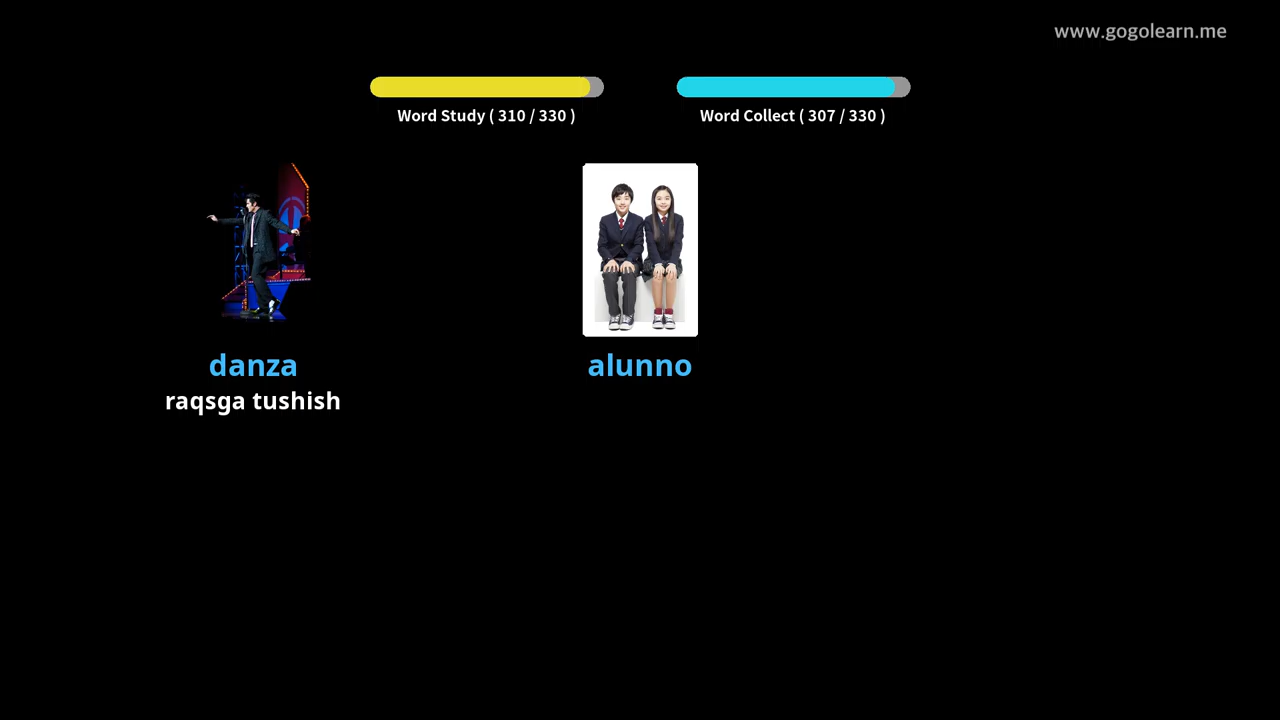 www.gogolearn.me
Word Study ( 310 / 330 )
Word Collect ( 307 / 330 )
danza
alunno
raqsga tushish